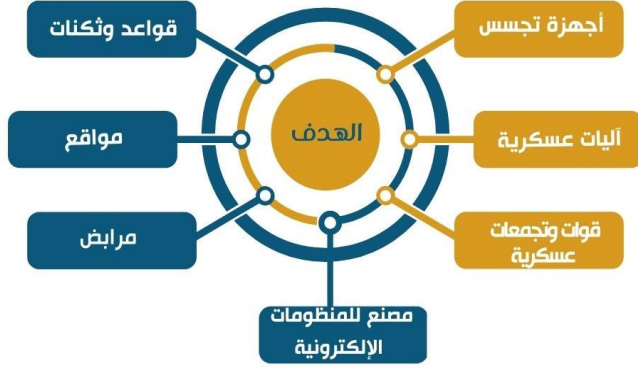 أجهزة تجسس
قواعد وثكنات
الهدف
آليات عسكرية
مواقع
قوات وتجمعات
عسكرية
مرابض
مصنع للمنظومات
الإلكترونية